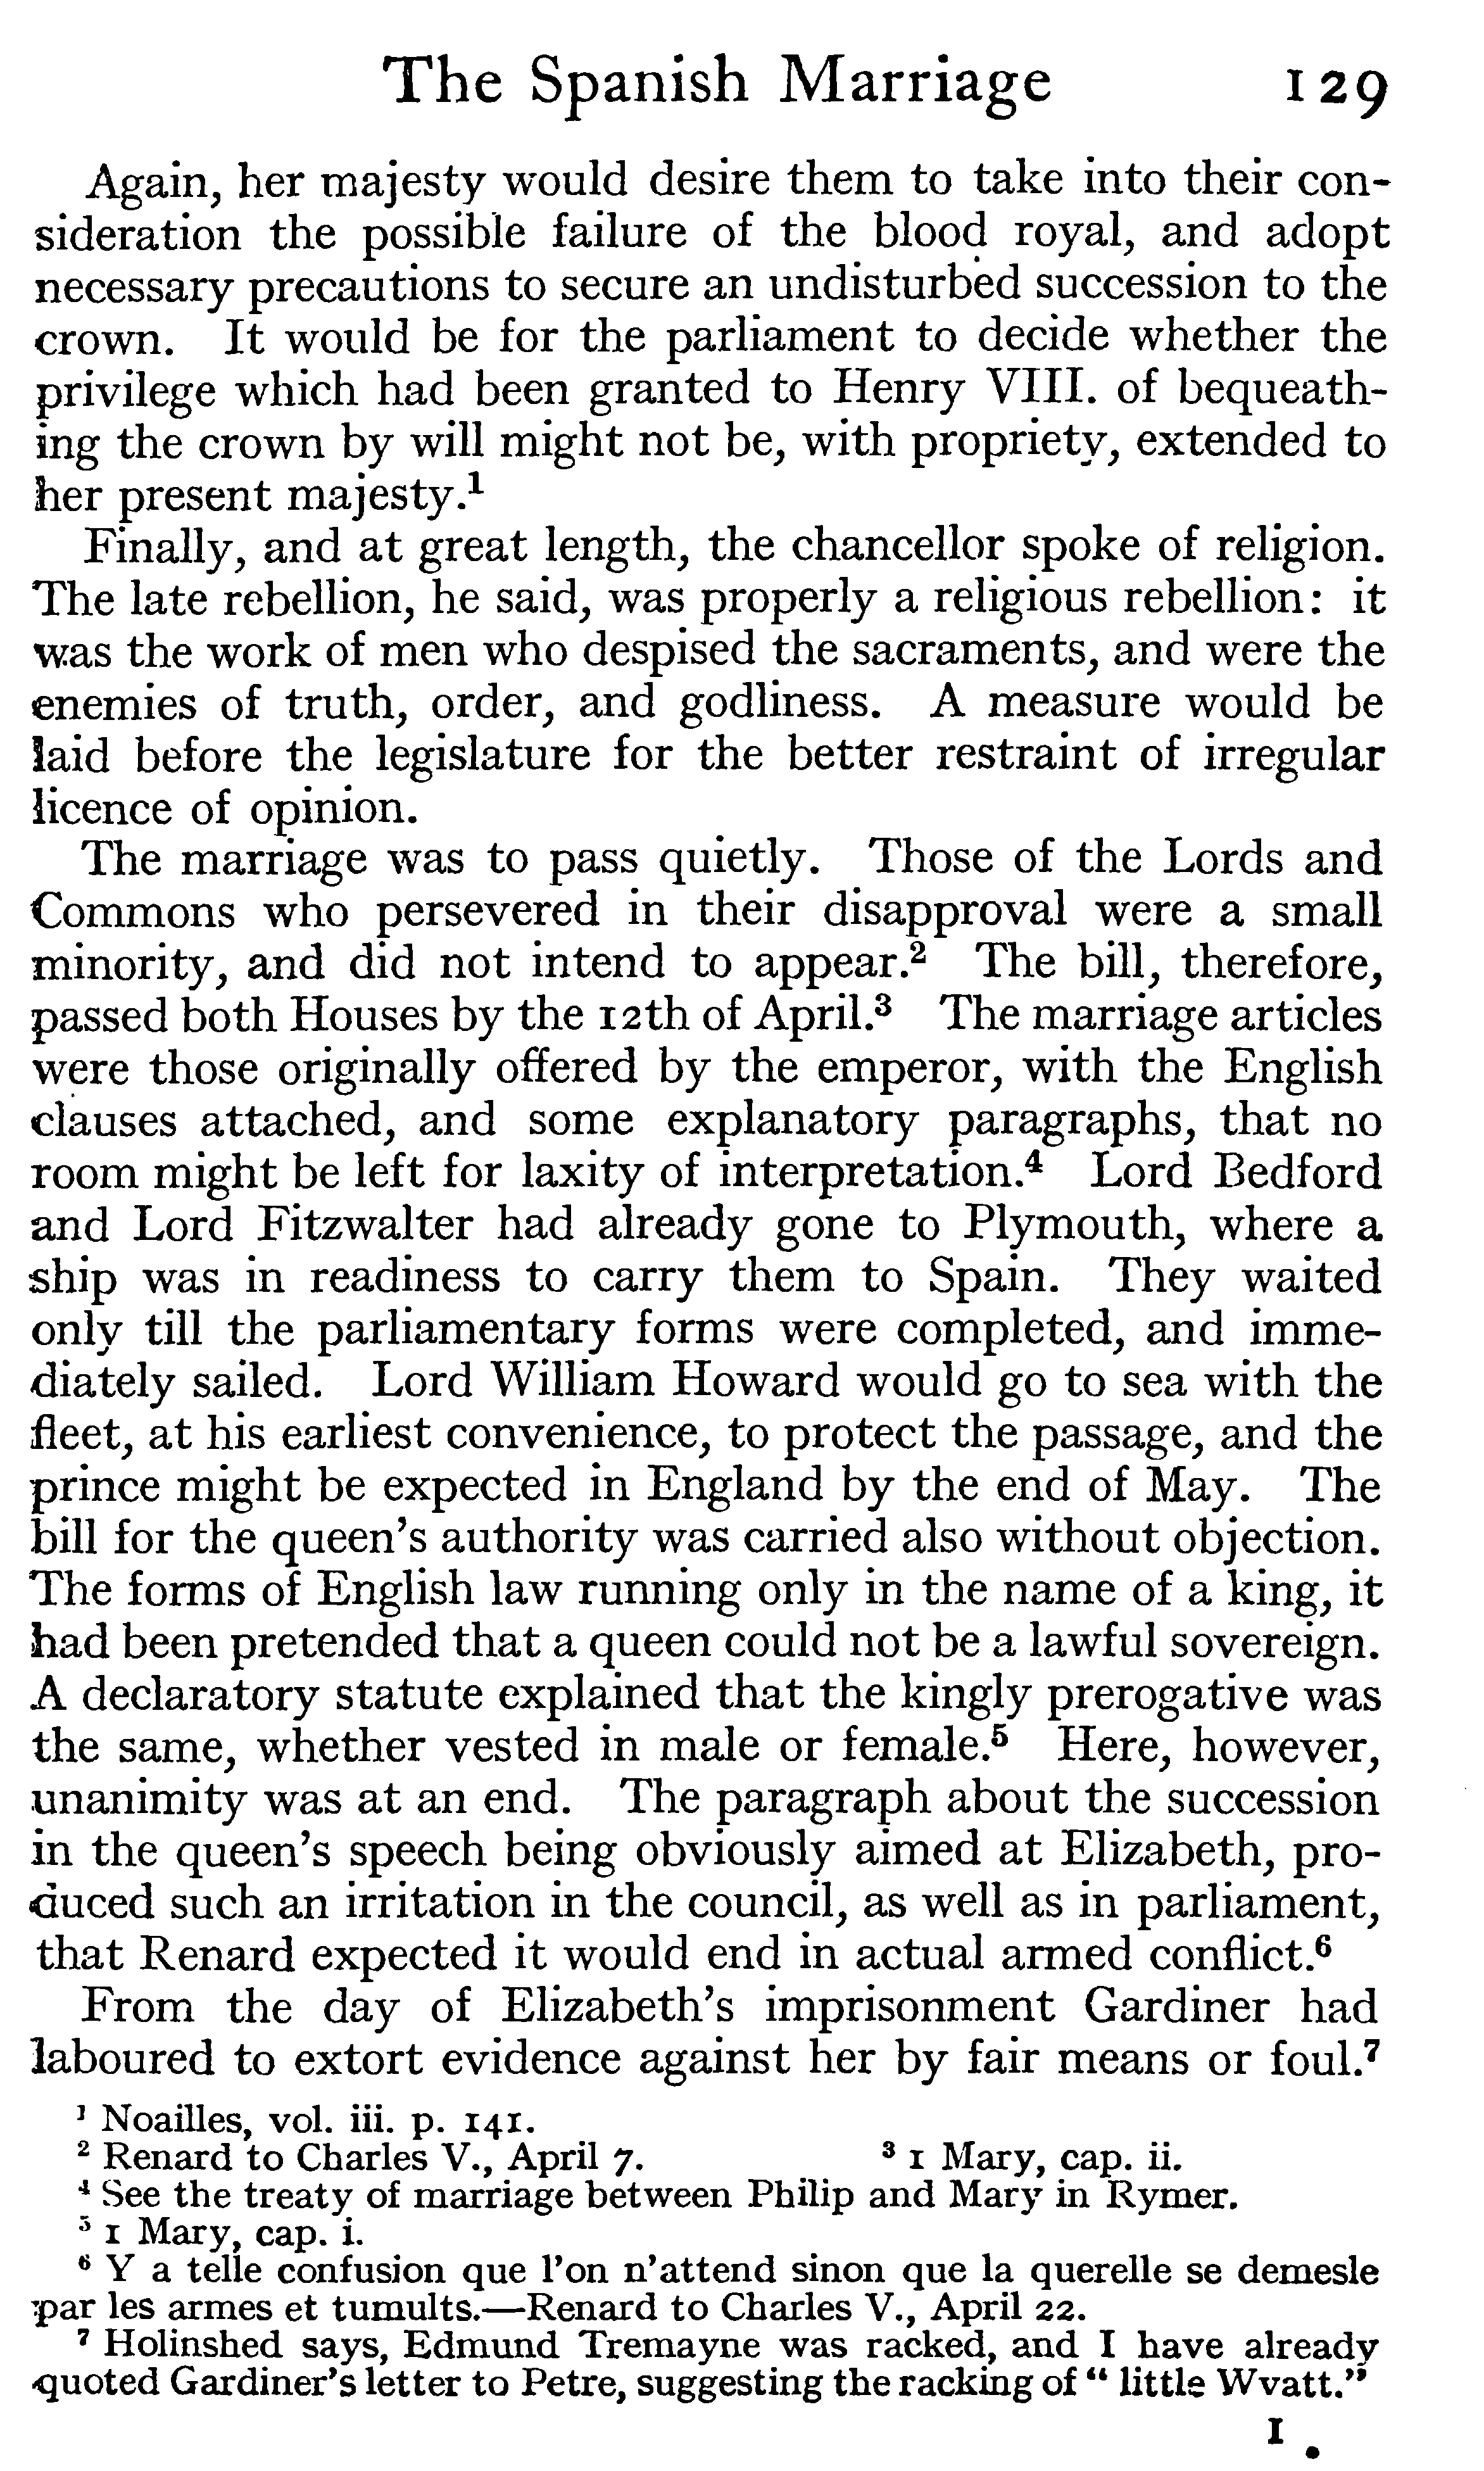 The Spanish Marriage 129
Again, her majesty would desire them to take into their con-
sideration the possible failure of the blood royal, and adopt
necessary precautions to secure an undisturbed succession to the
crown. It would be for the parliament to decide whether the
privilege which had been granted to Henry VIII. of bequeath-
ing the crown by will might not be, with propriety, extended to
her present majesty.¹
Finally, and at great length, the chancellor spoke of religion.
The late rebellion, he said, was properly a religious rebellion: it
was the work of men who despised the sacraments, and were the
enemies of truth, order, and godliness. A measure would be
laid before the legislature for the better restraint of irregular
licence of opinion.
The marriage was to pass quietly. Those of the Lords and
Commons who persevered in their disapproval were a small
minority, and did not intend to appear.² The bill, therefore,
passed both Houses by the 12th of April.³ The marriage articles
were those originally offered by the emperor, with the English
clauses attached, and some explanatory paragraphs, that no
room might be left for laxity of interpretation.⁴ Lord Bedford
and Lord Fitzwalter had already gone to Plymouth, where a
ship was in readiness to carry them to Spain. They waited
only till the parliamentary forms were completed, and imme-
diately sailed. Lord William Howard would go to sea with the
fleet, at his earliest convenience, to protect the passage, and the
prince might be expected in England by the end of May. The
bill for the queen's authority was carried also without objection.
The forms of English law running only in the name of a king, it
had been pretended that a queen could not be a lawful sovereign.
A declaratory statute explained that the kingly prerogative was
the same, whether vested in male or female.⁵ Here, however,
unanimity was at an end. The paragraph about the succession
in the queen's speech being obviously aimed at Elizabeth, pro-
duced such an irritation in the council, as well as in parliament,
that Renard expected it would end in actual armed conflict.⁶
From the day of Elizabeth's imprisonment Gardiner had
laboured to extort evidence against her by fair means or foul.⁷
¹ Noailles, vol. iii. p. 141.
² Renard to Charles V., April 7. ³ 1 Mary, cap. ii.
⁴ See the treaty of marriage between Philip and Mary in Rymer.
⁵ 1 Mary, cap. i.
⁶ Y a telle confusion que l'on n'attend sinon que la querelle se demesle
par les armes et tumults.—Renard to Charles V., April 22.
⁷ Holinshed says, Edmund Tremayne was racked, and I have already
quoted Gardiner's letter to Petre, suggesting the racking of "little Wyatt."
I